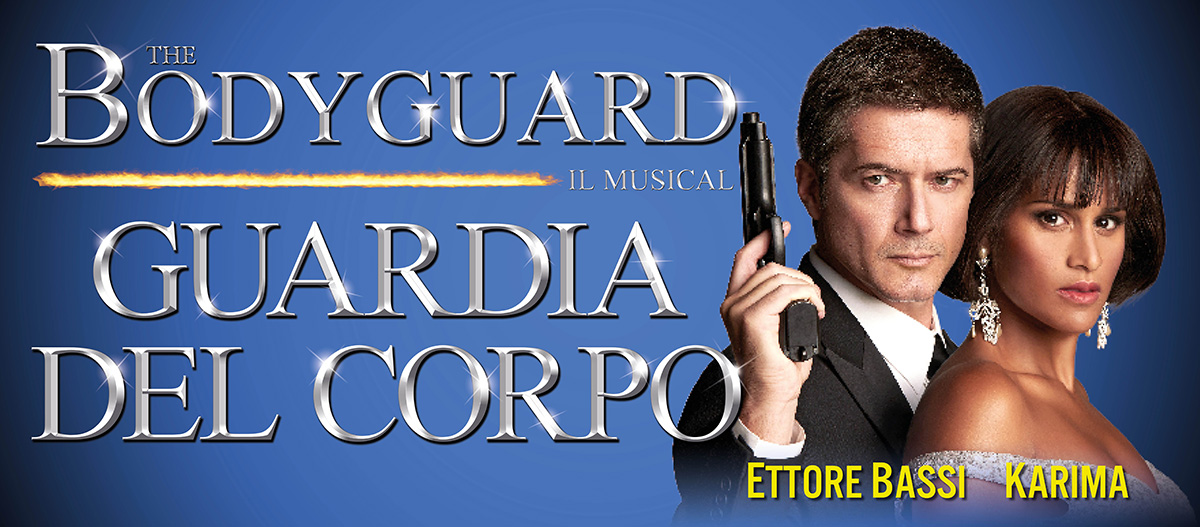 THE
BODYGUARD
IL MUSICAL
GUARDIA
DEL CORPO
ETTORE BASSI KARIMA